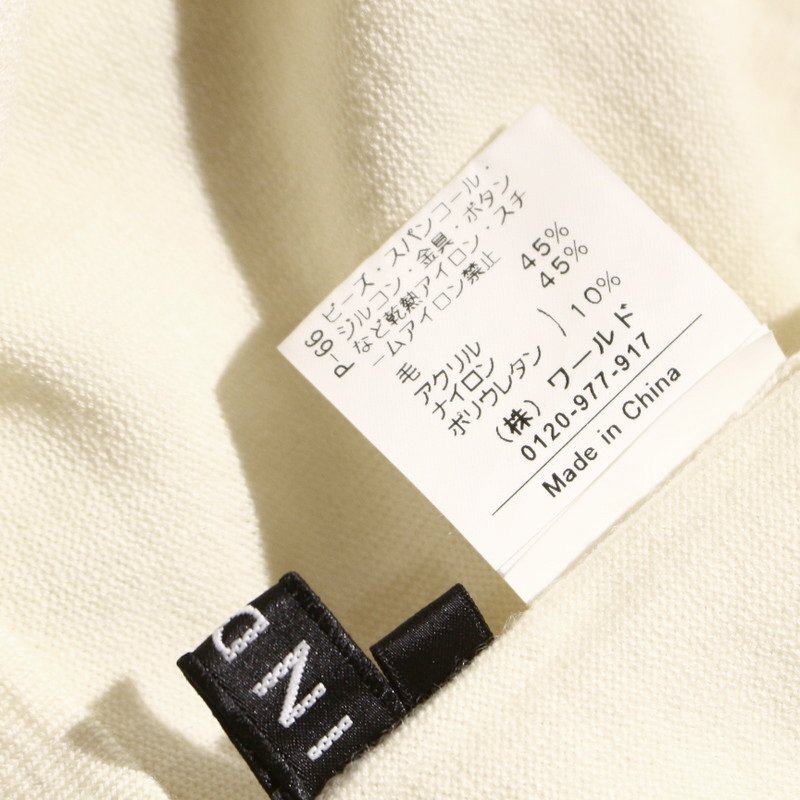 ビーズ・スパンコール・
ジルコン・金具・ボタン
など乾熱アイロン・スチ
ームアイロン禁止
99-d
毛 45%
アクリル 45%
ナイロン
ポリウレタン ) 10%
(株) ワールド
0120-977-917
Made in China
IND